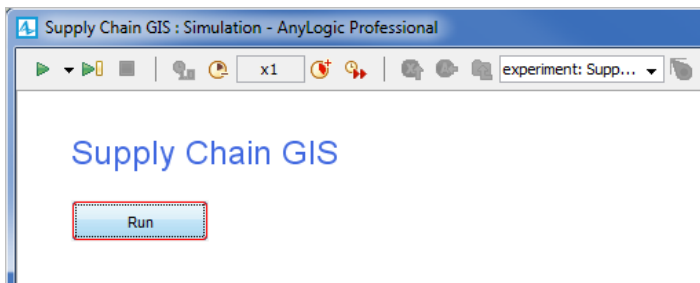 Supply Chain GIS : Simulation - AnyLogic Professional
x1 experiment: Supp...
Supply Chain GIS
Run